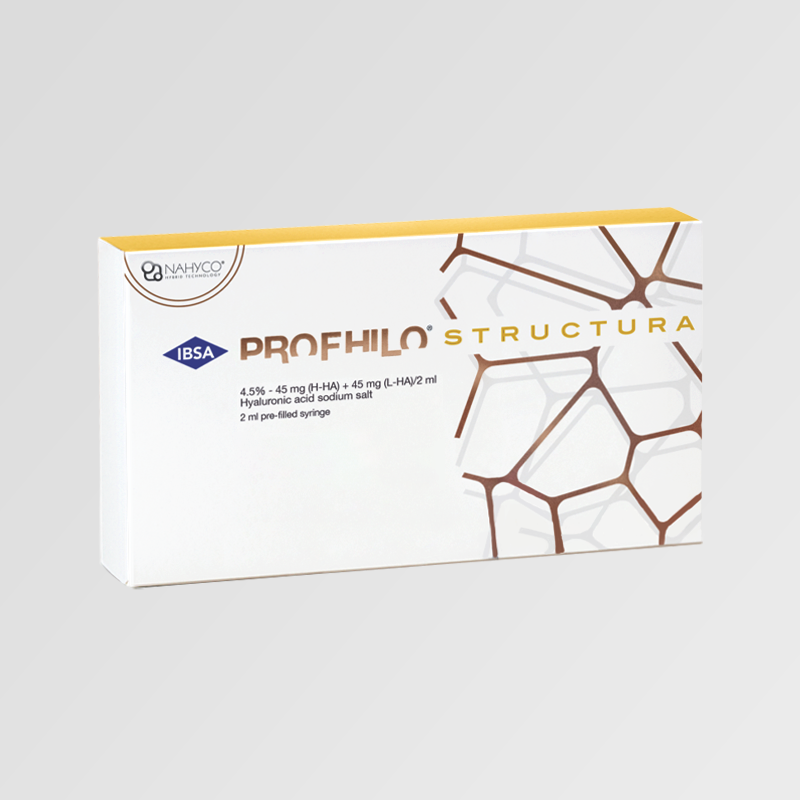 NAHYCO®
HYBRID TECHNOLOGY
IBSA
PROFHILO® STRUCTURA
4.5% - 45 mg (H-HA) + 45 mg (L-HA)/2 ml
Hyaluronic acid sodium salt
2 ml pre-filled syringe